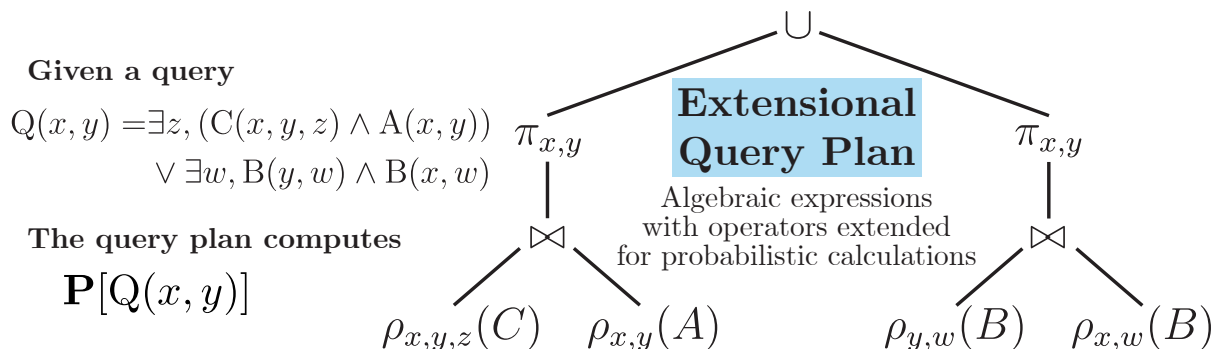 Given a query
Q(x, y) =∃z, (C(x, y, z) ∧ A(x, y))
∨ ∃w, B(y, w) ∧ B(x, w)
The query plan computes
P[Q(x, y)]
∪
π_{x,y}
π_{x,y}
Extensional
Query Plan
Algebraic expressions
with operators extended
for probabilistic calculations
⋈
⋈
ρ_{x,y,z}(C)
ρ_{x,y}(A)
ρ_{y,w}(B)
ρ_{x,w}(B)